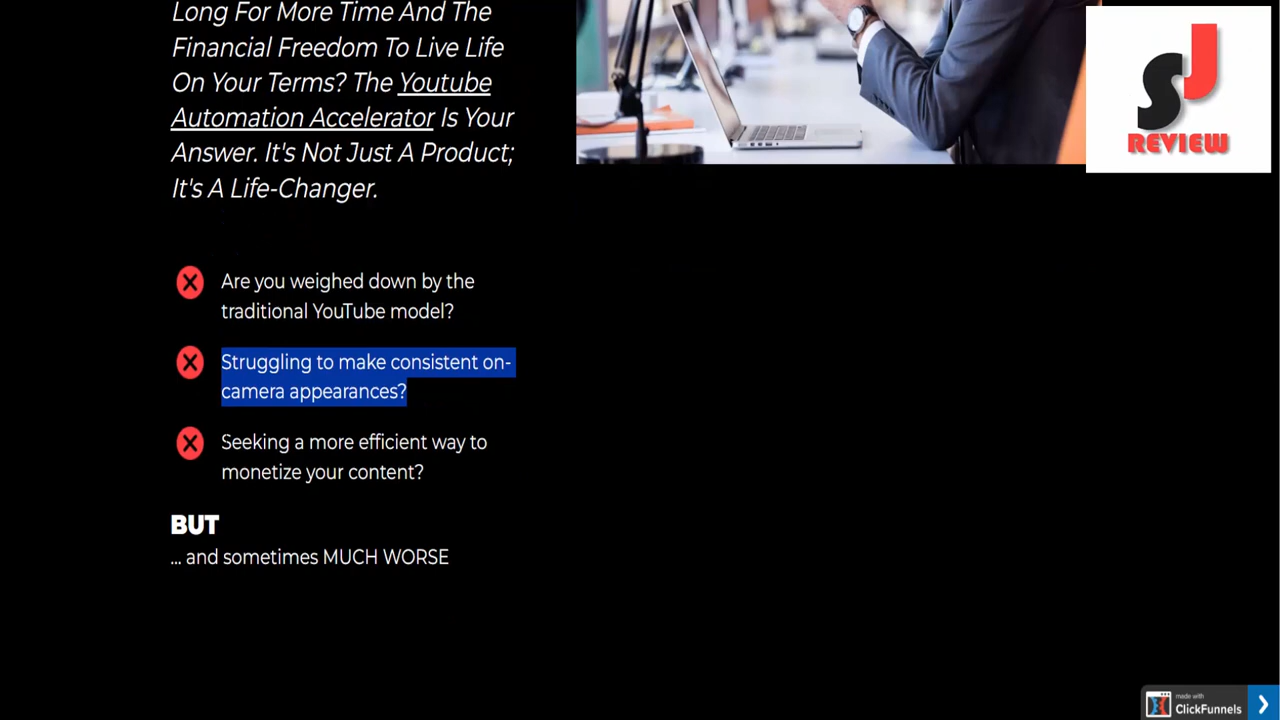 Long For More Time And The
Financial Freedom To Live Life
On Your Terms? The Youtube
Automation Accelerator Is Your
Answer. It's Not Just A Product;
It's A Life-Changer.
SJ
REVIEW
Are you weighed down by the
traditional YouTube model?
Struggling to make consistent on-
camera appearances?
Seeking a more efficient way to
monetize your content?
BUT
... and sometimes MUCH WORSE
made with
ClickFunnels